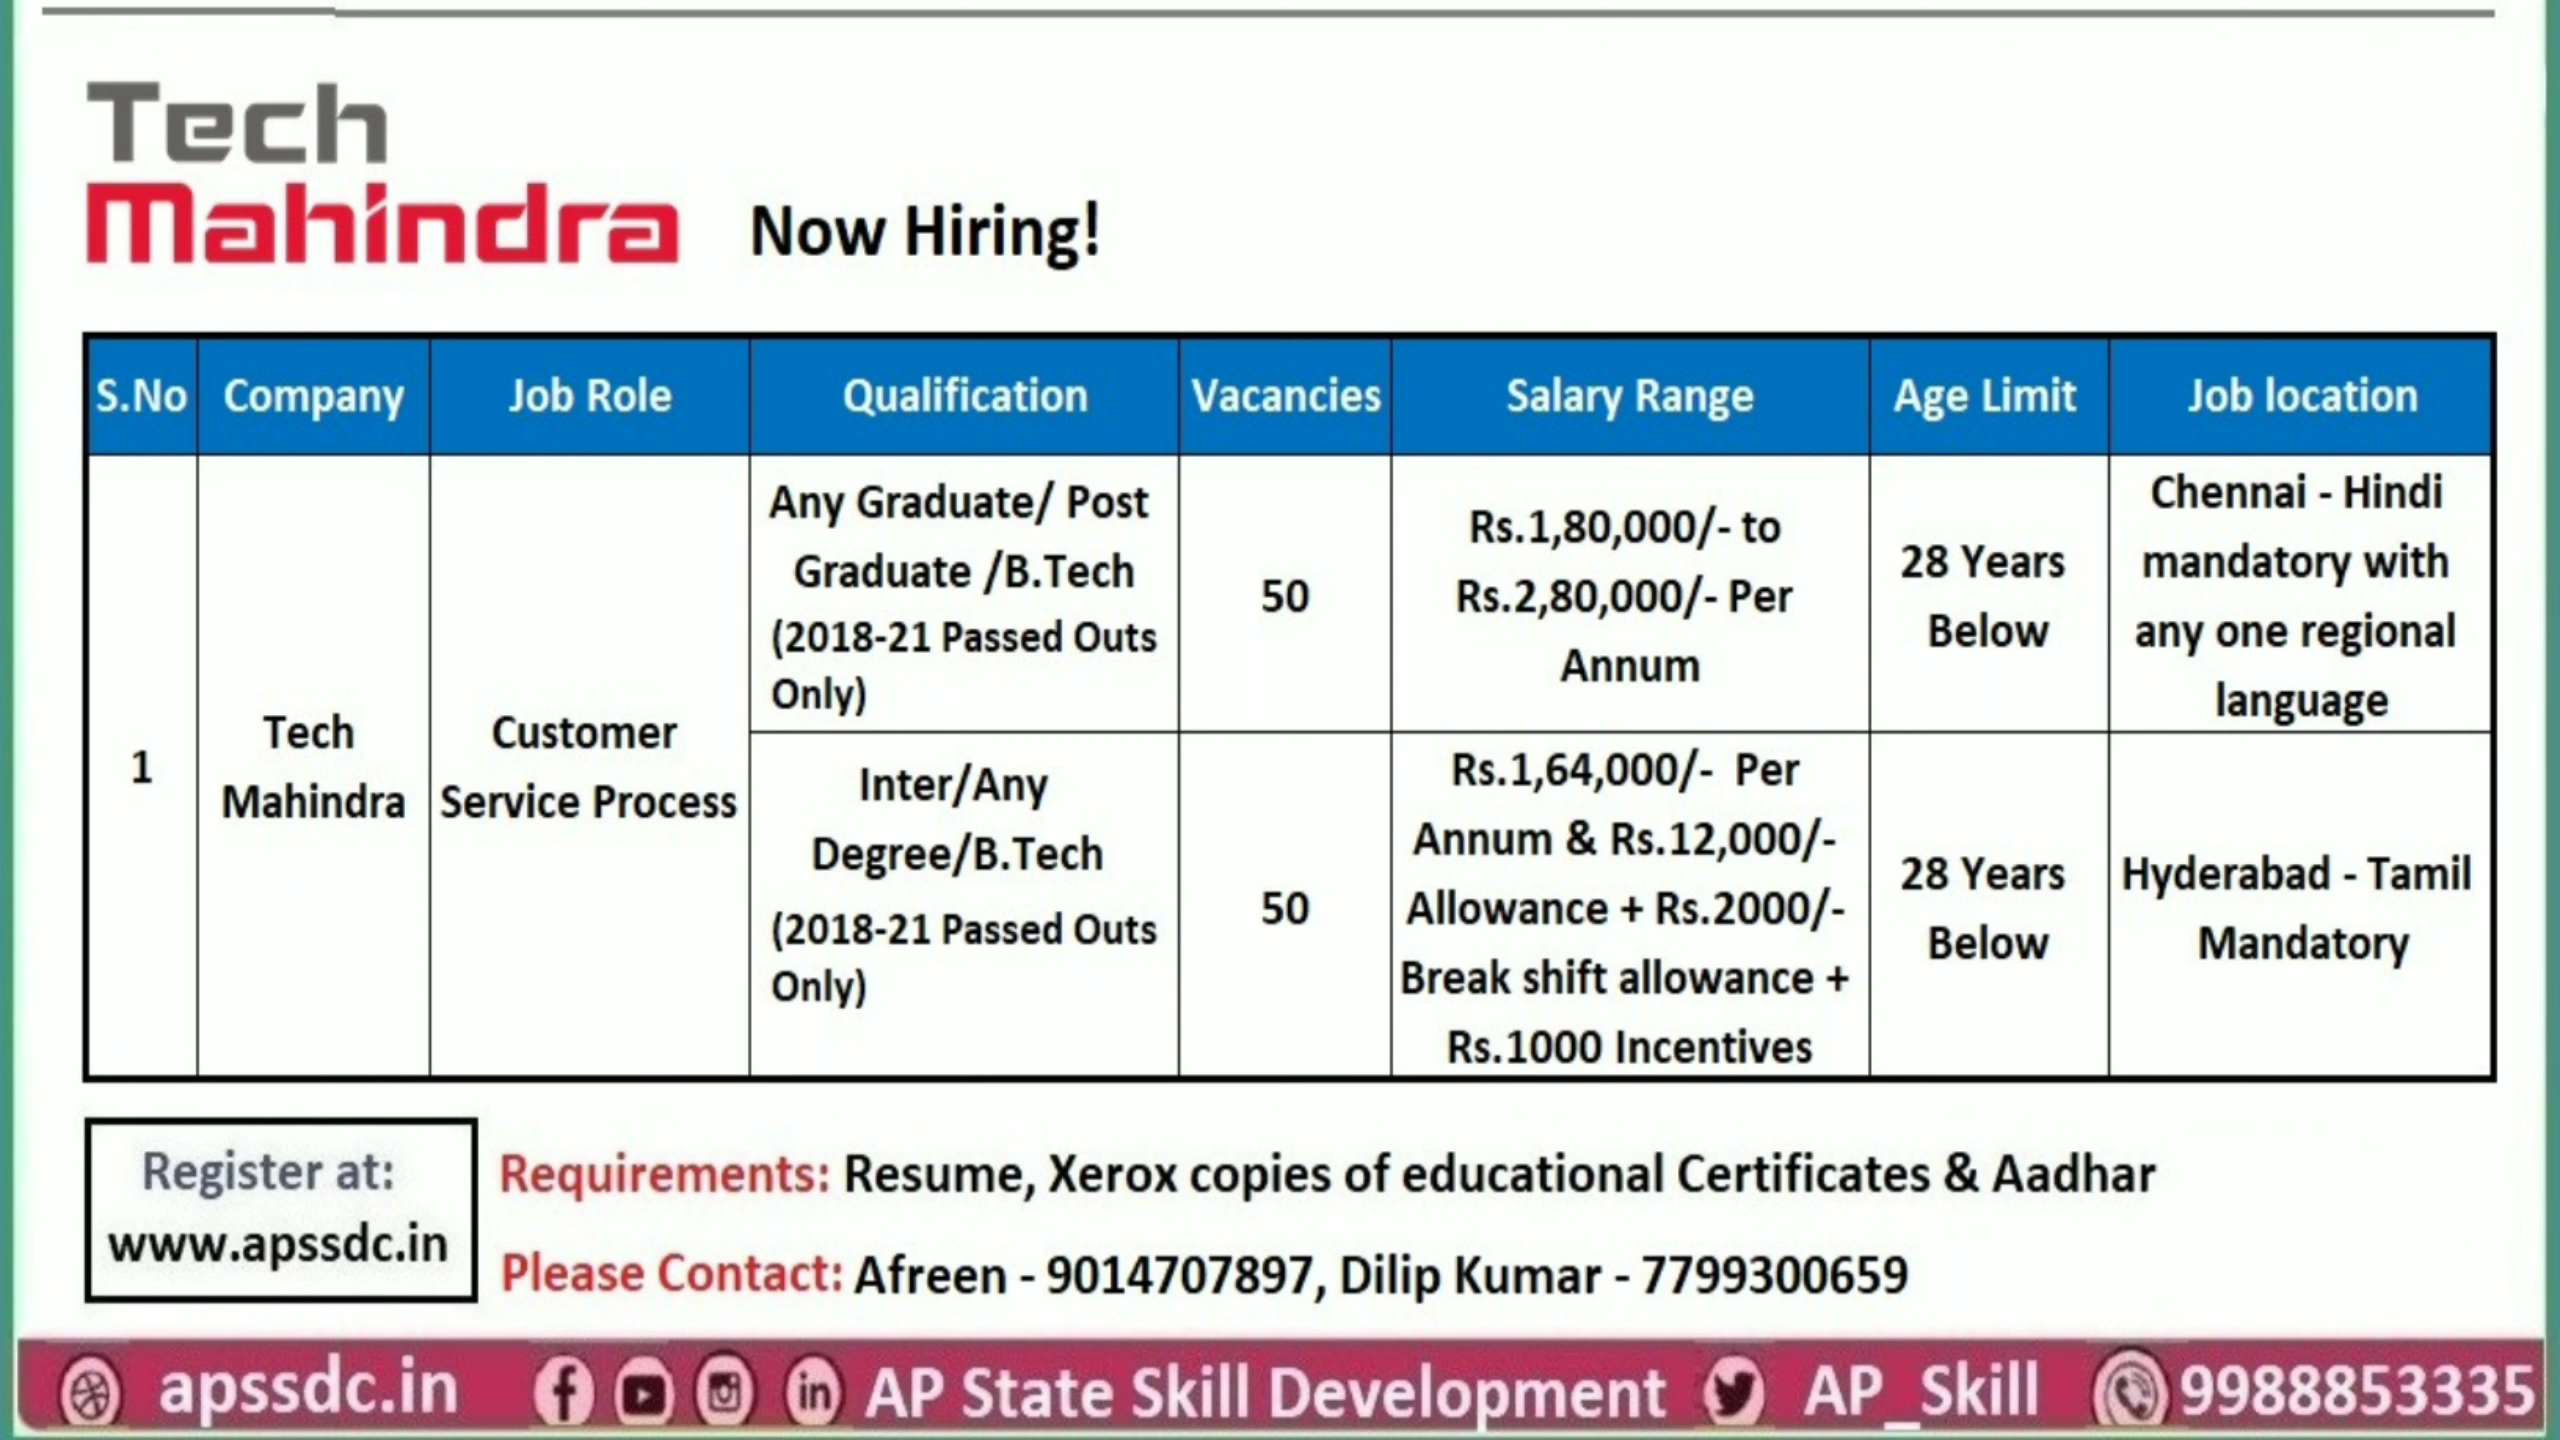 Tech
Mahindra
Now Hiring!
S.No Company Job Role Qualification Vacancies Salary Range Age Limit Job location
1
Tech
Mahindra
Customer
Service Process
Any Graduate/ Post
Graduate /B.Tech
(2018-21 Passed Outs
Only)
50
Rs.1,80,000/- to
Rs.2,80,000/- Per
Annum
28 Years
Below
Chennai - Hindi
mandatory with
any one regional
language
Inter/Any
Degree/B.Tech
(2018-21 Passed Outs
Only)
50
Rs.1,64,000/- Per
Annum & Rs.12,000/-
Allowance + Rs.2000/-
Break shift allowance +
Rs.1000 Incentives
28 Years
Below
Hyderabad - Tamil
Mandatory
Register at:
www.apssdc.in
Requirements: Resume, Xerox copies of educational Certificates & Aadhar
Please Contact: Afreen - 9014707897, Dilip Kumar - 7799300659
apssdc.in AP State Skill Development AP_Skill 9988853335